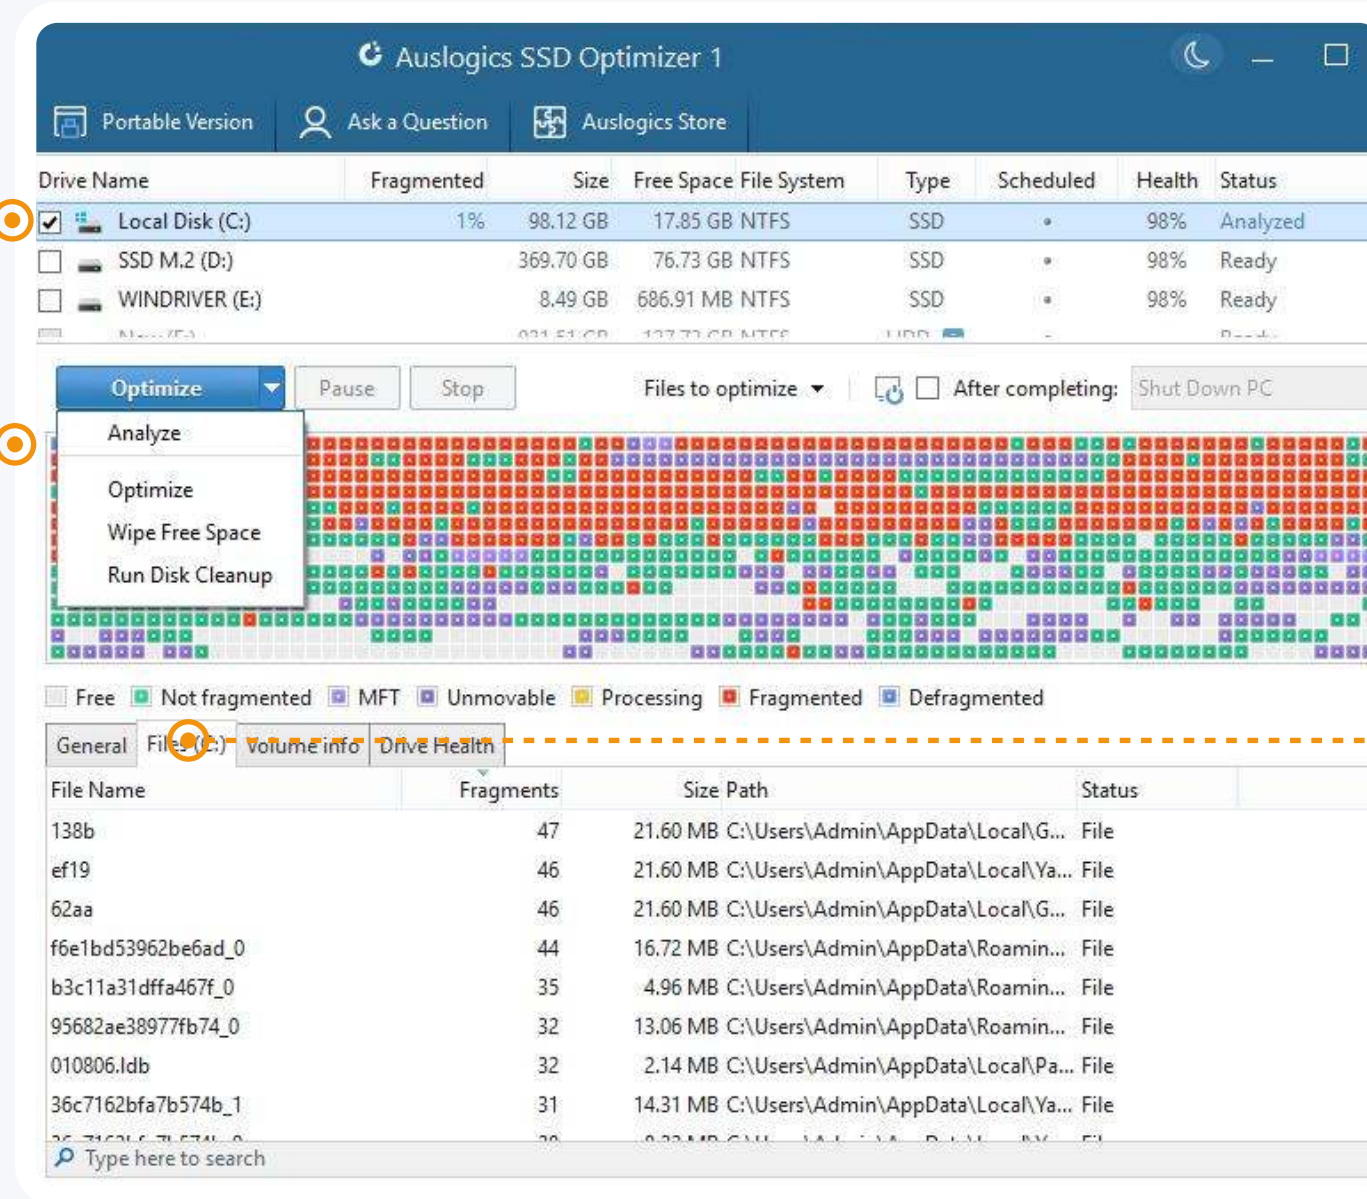 Auslogics SSD Optimizer 1
Portable Version Ask a Question Auslogics Store
Drive Name Fragmented Size Free Space File System Type Scheduled Health Status
Local Disk (C:) 1% 98.12 GB 17.85 GB NTFS SSD 98% Analyzed
SSD M.2 (D:) 369.70 GB 76.73 GB NTFS SSD 98% Ready
WINDRIVER (E:) 8.49 GB 686.91 MB NTFS SSD 98% Ready
Optimize Pause Stop Files to optimize After completing: Shut Down PC
Analyze
Optimize
Wipe Free Space
Run Disk Cleanup
Free Not fragmented MFT Unmovable Processing Fragmented Defragmented
General Files (C:) Volume info Drive Health
File Name Fragments Size Path Status
138b 47 21.60 MB C:\Users\Admin\AppData\Local\G... File
ef19 46 21.60 MB C:\Users\Admin\AppData\Local\Ya... File
62aa 46 21.60 MB C:\Users\Admin\AppData\Local\G... File
f6e1bd53962be6ad_0 44 16.72 MB C:\Users\Admin\AppData\Roamin... File
b3c11a31dffa467f_0 35 4.96 MB C:\Users\Admin\AppData\Roamin... File
95682ae38977fb74_0 32 13.06 MB C:\Users\Admin\AppData\Roamin... File
010806.ldb 32 2.14 MB C:\Users\Admin\AppData\Local\Pa... File
36c7162bfa7b574b_1 31 14.31 MB C:\Users\Admin\AppData\Local\Ya... File
Type here to search